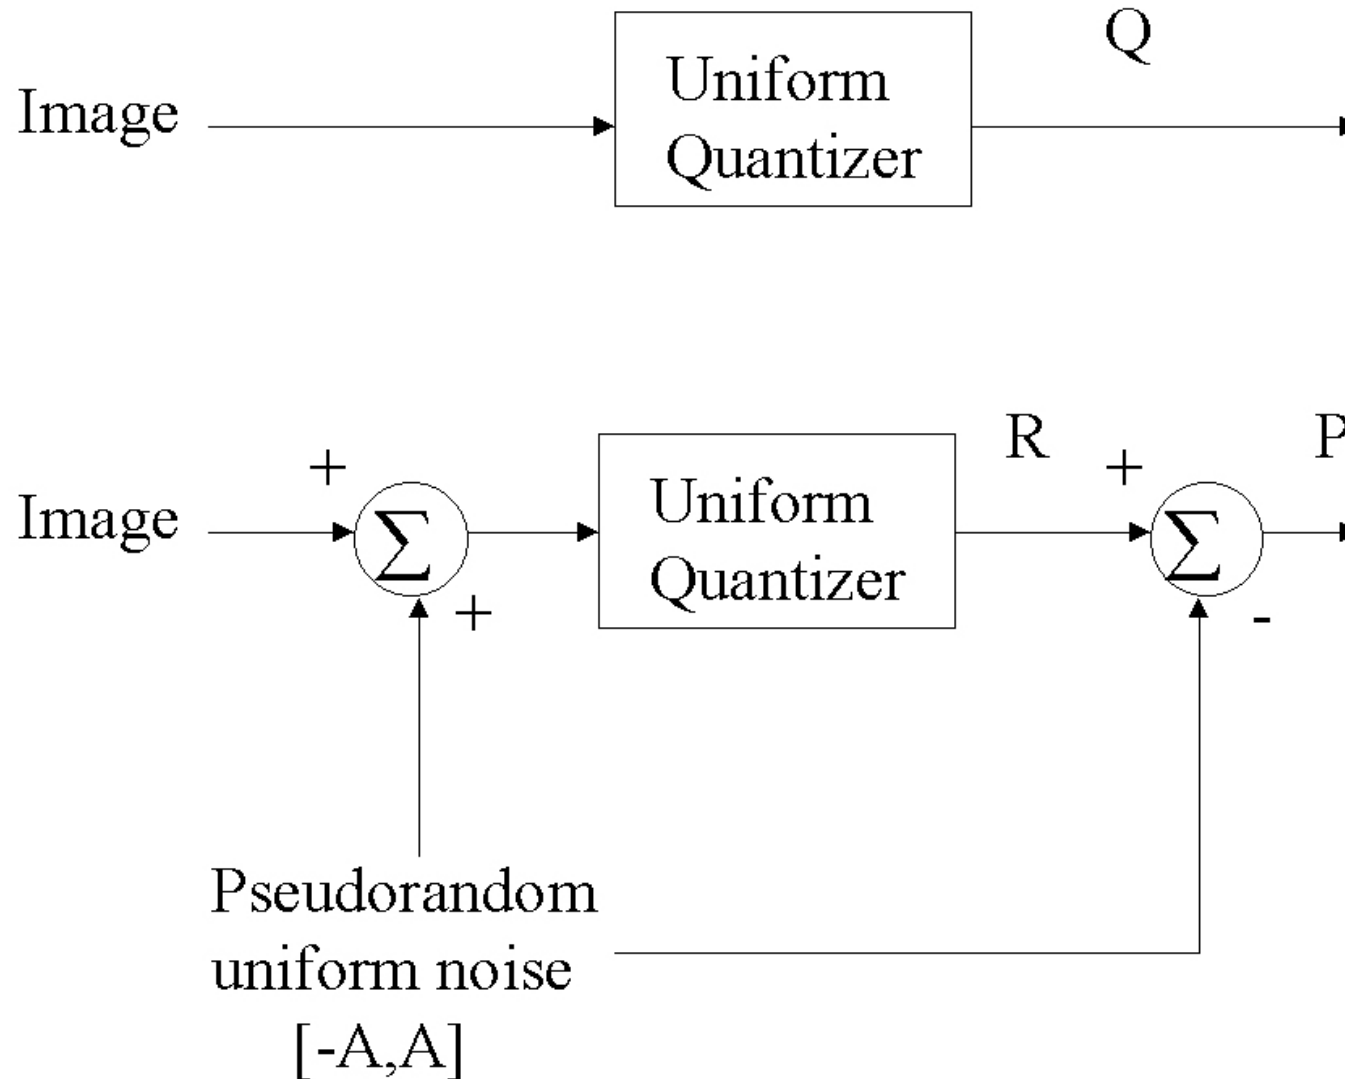 Q
Image
Uniform
Quantizer
R
P
+
+
Image
Σ
Uniform
Quantizer
Σ
+
-
Pseudorandom
uniform noise
[-A,A]